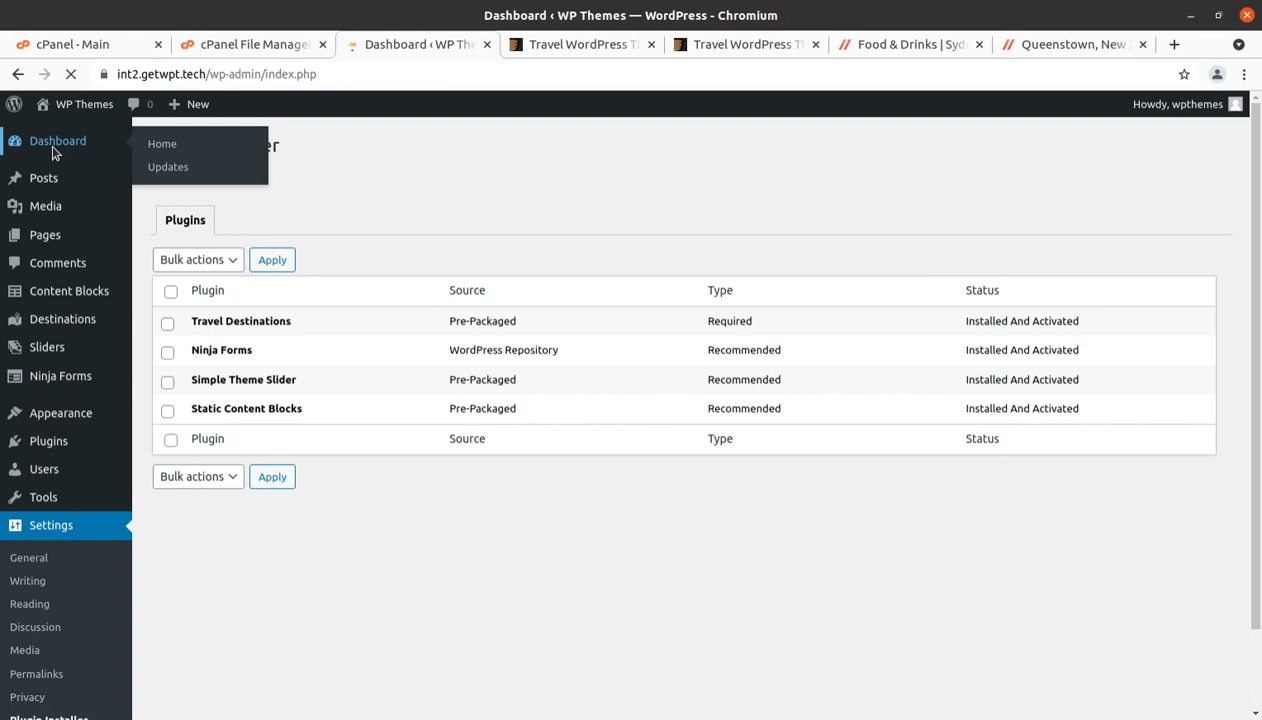 Dashboard ‹ WP Themes — WordPress - Chromium
cPanel - Main
cPanel File Manage
Dashboard ‹ WP The
Travel WordPress T
Travel WordPress T
Food & Drinks | Syd
Queenstown, New
int2.getwpt.tech/wp-admin/index.php
WP Themes
0
New
Howdy, wpthemes
Dashboard
Home
Updates
er
Posts
Media
Pages
Comments
Content Blocks
Destinations
Sliders
Ninja Forms
Appearance
Plugins
Users
Tools
Settings
General
Writing
Reading
Discussion
Media
Permalinks
Privacy
Plugin Installer
Plugins
Bulk actions
Apply
Plugin Source Type Status
Travel Destinations Pre-Packaged Required Installed And Activated
Ninja Forms WordPress Repository Recommended Installed And Activated
Simple Theme Slider Pre-Packaged Recommended Installed And Activated
Static Content Blocks Pre-Packaged Recommended Installed And Activated
Plugin Source Type Status
Bulk actions
Apply